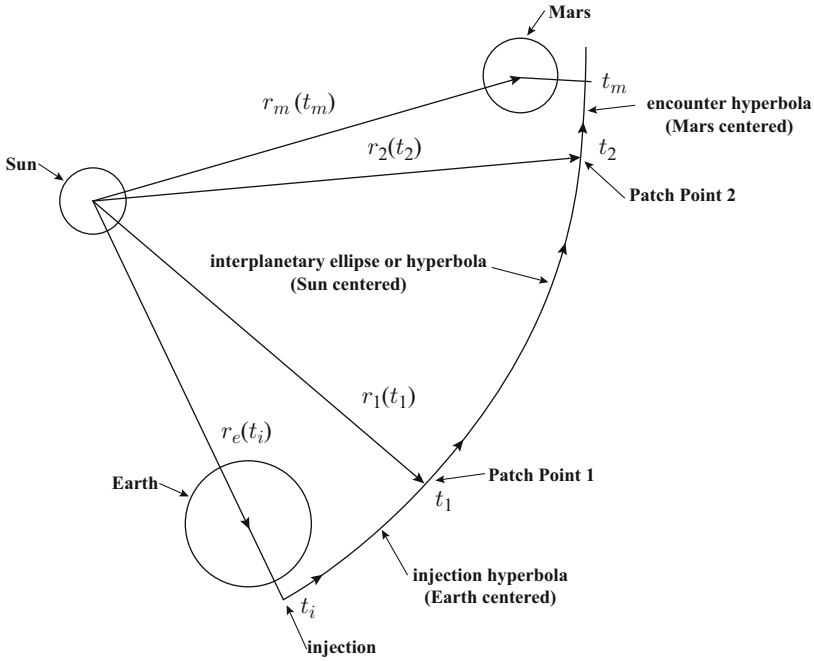 Mars
r_m(t_m)
t_m
encounter hyperbola
(Mars centered)
r_2(t_2)
t_2
Sun
Patch Point 2
interplanetary ellipse or hyperbola
(Sun centered)
r_1(t_1)
r_e(t_i)
Earth
Patch Point 1
t_1
injection hyperbola
(Earth centered)
t_i
injection